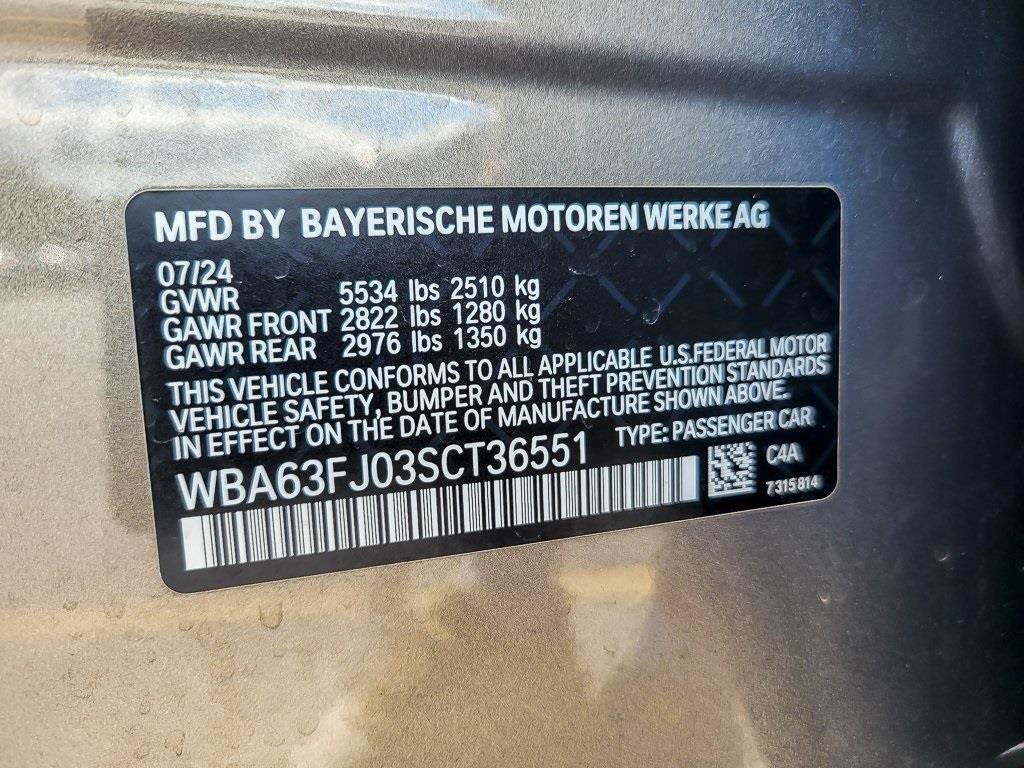 MFD BY BAYERISCHE MOTOREN WERKE AG
07/24
GVWR 5534 lbs 2510 kg
GAWR FRONT 2822 lbs 1280 kg
GAWR REAR 2976 lbs 1350 kg
THIS VEHICLE CONFORMS TO ALL APPLICABLE U.S.FEDERAL MOTOR
VEHICLE SAFETY, BUMPER AND THEFT PREVENTION STANDARDS
IN EFFECT ON THE DATE OF MANUFACTURE SHOWN ABOVE.
TYPE: PASSENGER CAR
WBA63FJ03SCT36551
C4A
7315814